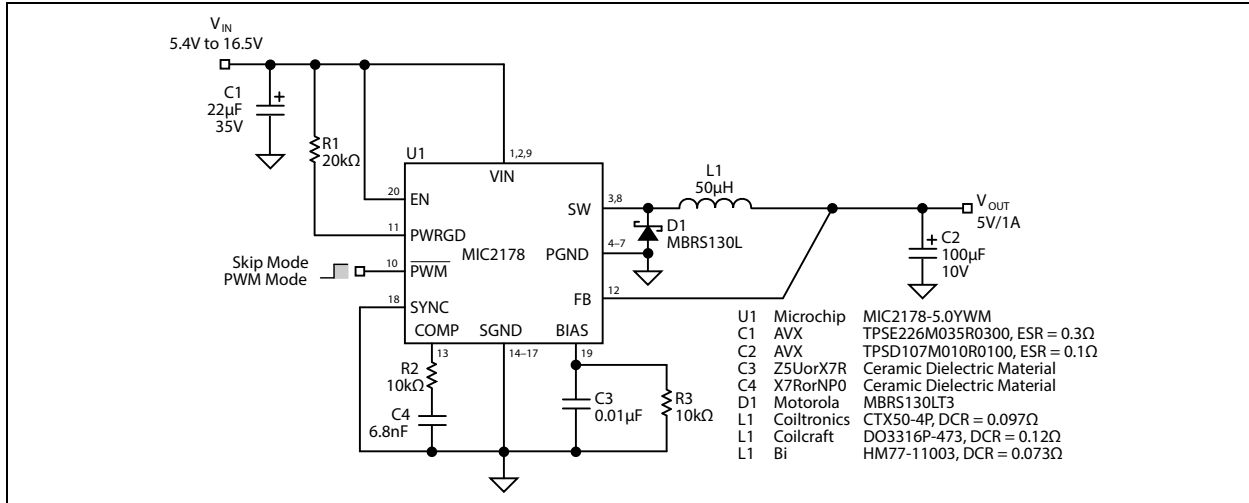 VIN
5.4V to 16.5V
C1
22µF
35V
+
R1
20kΩ
U1
1,2,9
VIN
20
EN
11
PWRGD
MIC2178
Skip Mode
PWM Mode
10
PWM
18
SYNC
COMP
SGND
BIAS
13
14–17
19
SW
3,8
PGND
4–7
FB
12
L1
50µH
D1
MBRS130L
VOUT
5V/1A
+
C2
100µF
10V
R2
10kΩ
C4
6.8nF
C3
0.01µF
R3
10kΩ
U1 Microchip MIC2178-5.0YWM
C1 AVX TPSE226M035R0300, ESR = 0.3Ω
C2 AVX TPSD107M010R0100, ESR = 0.1Ω
C3 Z5UorX7R Ceramic Dielectric Material
C4 X7RorNP0 Ceramic Dielectric Material
D1 Motorola MBRS130LT3
L1 Coiltronics CTX50-4P, DCR = 0.097Ω
L1 Coilcraft DO3316P-473, DCR = 0.12Ω
L1 Bi HM77-11003, DCR = 0.073Ω